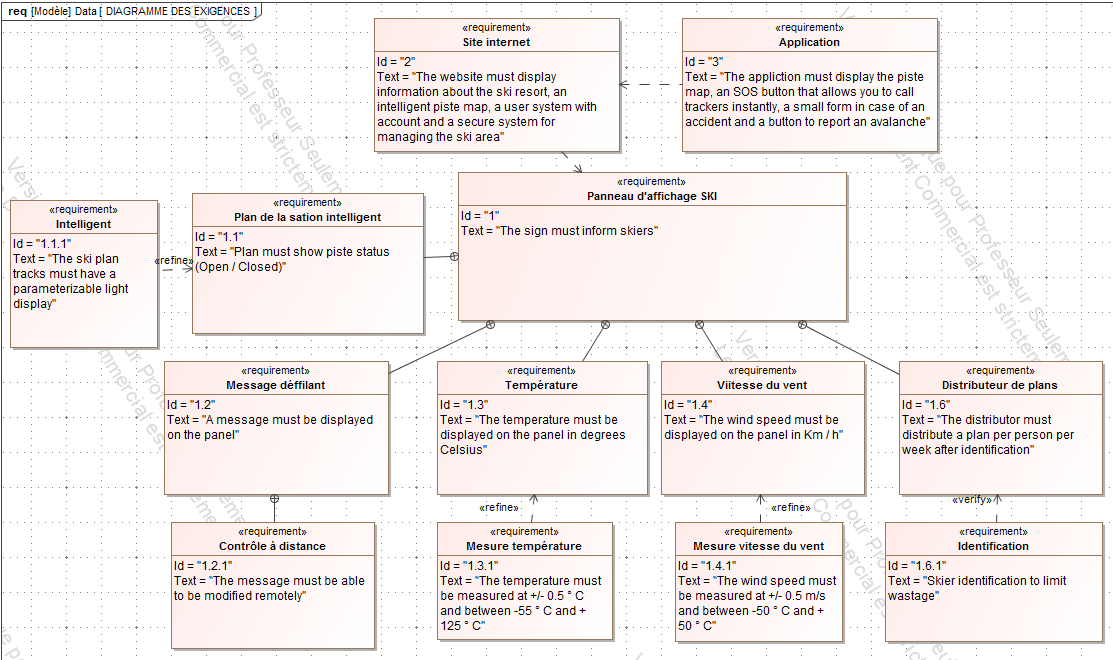 req [Modèle] Data [ DIAGRAMME DES EXIGENCES ]
«requirement»
Site internet
Id = "2"
Text = "The website must display
information about the ski resort, an
intelligent piste map, a user system with
account and a secure system for
managing the ski area"
«requirement»
Application
Id = "3"
Text = "The appliction must display the piste
map, an SOS button that allows you to call
trackers instantly, a small form in case of an
accident and a button to report an avalanche"
«requirement»
Intelligent
Id = "1.1.1"
Text = "The ski plan
tracks must have a
parameterizable light
display"
«refine»
«requirement»
Plan de la sation intelligent
Id = "1.1"
Text = "Plan must show piste status
(Open / Closed)"
«requirement»
Panneau d'affichage SKI
Id = "1"
Text = "The sign must inform skiers"
«requirement»
Message déffilant
Id = "1.2"
Text = "A message must be displayed
on the panel"
«requirement»
Température
Id = "1.3"
Text = "The temperature must be
displayed on the panel in degrees
Celsius"
«requirement»
Viitesse du vent
Id = "1.4"
Text = "The wind speed must be
displayed on the panel in Km / h"
«requirement»
Distributeur de plans
Id = "1.6"
Text = "The distributor must
distribute a plan per person per
week after identification"
«refine»
«refine»
«verify»
«requirement»
Contrôle à distance
Id = "1.2.1"
Text = "The message must be able
to be modified remotely"
«requirement»
Mesure température
Id = "1.3.1"
Text = "The temperature must
be measured at +/- 0.5 ° C
and between -55 ° C and +
125 ° C"
«requirement»
Mesure vitesse du vent
Id = "1.4.1"
Text = "The wind speed must
be measured at +/- 0.5 m/s
and between -50 ° C and +
50 ° C"
«requirement»
Identification
Id = "1.6.1"
Text = "Skier identification to limit
wastage"